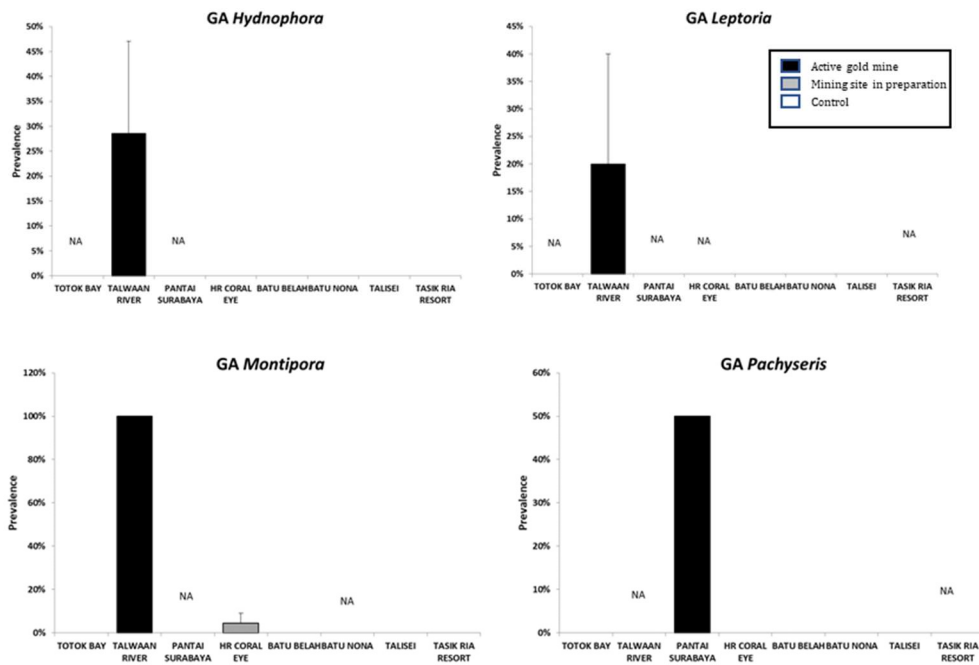 GA Hydnophora
50%
45%
40%
35%
30%
25%
20%
15%
10%
5%
0%
Prevalence
NA
NA
TOTOK BAY TALWAAN RIVER PANTAI SURABAYA HR CORAL EYE BATU BELAH BATU NONA TALISEI TASIK RIA RESORT
GA Leptoria
45%
40%
35%
30%
25%
20%
15%
10%
5%
0%
Prevalence
Active gold mine
Mining site in preparation
Control
NA
NA
NA
NA
TOTOK BAY TALWAAN RIVER PANTAI SURABAYA HR CORAL EYE BATU BELAH BATU NONA TALISEI TASIK RIA RESORT
GA Montipora
120%
100%
80%
60%
40%
20%
0%
Prevalence
NA
NA
TOTOK BAY TALWAAN RIVER PANTAI SURABAYA HR CORAL EYE BATU BELAH BATU NONA TALISEI TASIK RIA RESORT
GA Pachyseris
60%
50%
40%
30%
20%
10%
0%
Prevalence
NA
NA
TOTOK BAY TALWAAN RIVER PANTAI SURABAYA HR CORAL EYE BATU BELAH BATU NONA TALISEI TASIK RIA RESORT